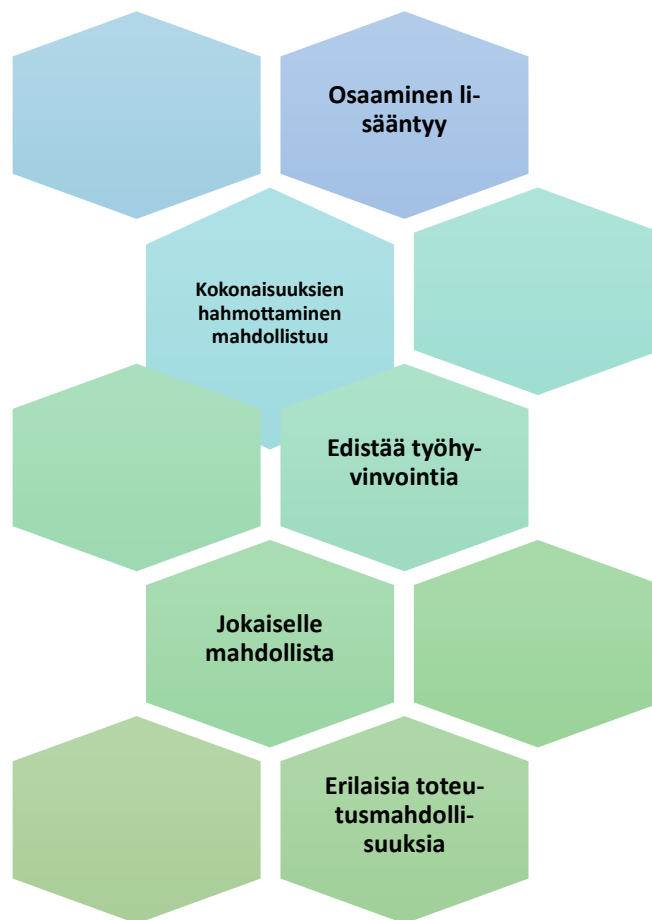 Osaaminen li-
sääntyy
Kokonaisuuksien
hahmottaminen
mahdollistuu
Edistää työhy-
vinvointia
Jokaiselle
mahdollista
Erilaisia toteu-
tusmahdolli-
suuksia